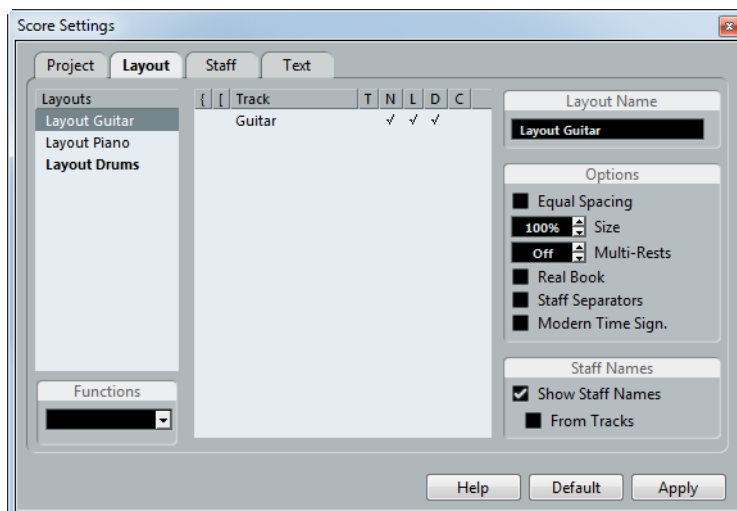 Score Settings
Project Layout Staff Text
Layouts
Layout Guitar
Layout Piano
Layout Drums
Functions
{ [ Track T N L D C
Guitar √ √ √
Layout Name
Layout Guitar
Options
Equal Spacing
100% Size
Off Multi-Rests
Real Book
Staff Separators
Modern Time Sign.
Staff Names
Show Staff Names
From Tracks
Help Default Apply